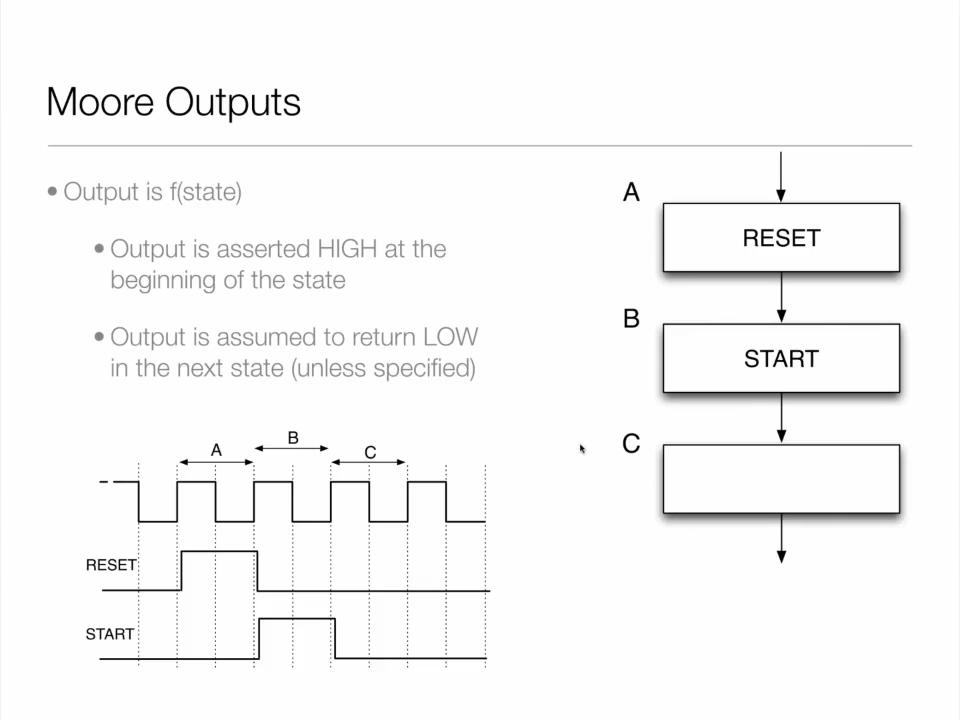 Moore Outputs
• Output is f(state)
• Output is asserted HIGH at the
beginning of the state
• Output is assumed to return LOW
in the next state (unless specified)
A
B
C
RESET
START
A
RESET
B
START
C